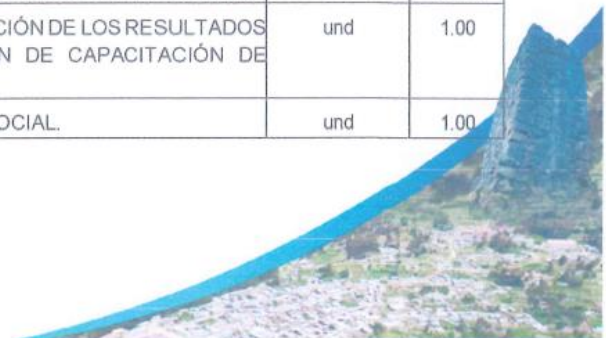 CIÓN DE LOS RESULTADOS und 1.00
N DE CAPACITACIÓN DE
OCIAL. und 1.00